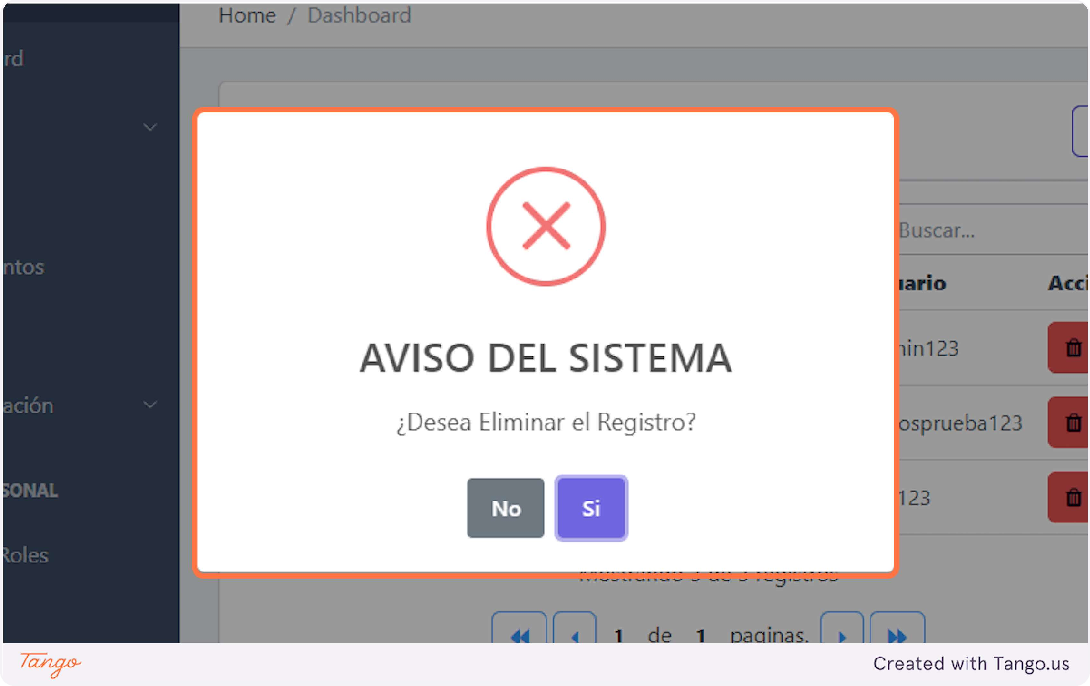 Home / Dashboard
rd
Buscar...
ntos
uario Acci
nin123
AVISO DEL SISTEMA
ación
¿Desea Eliminar el Registro?
osprueba123
SONAL
123
No Si
Roles
1 de 1 paginas.
Tango
Created with Tango.us